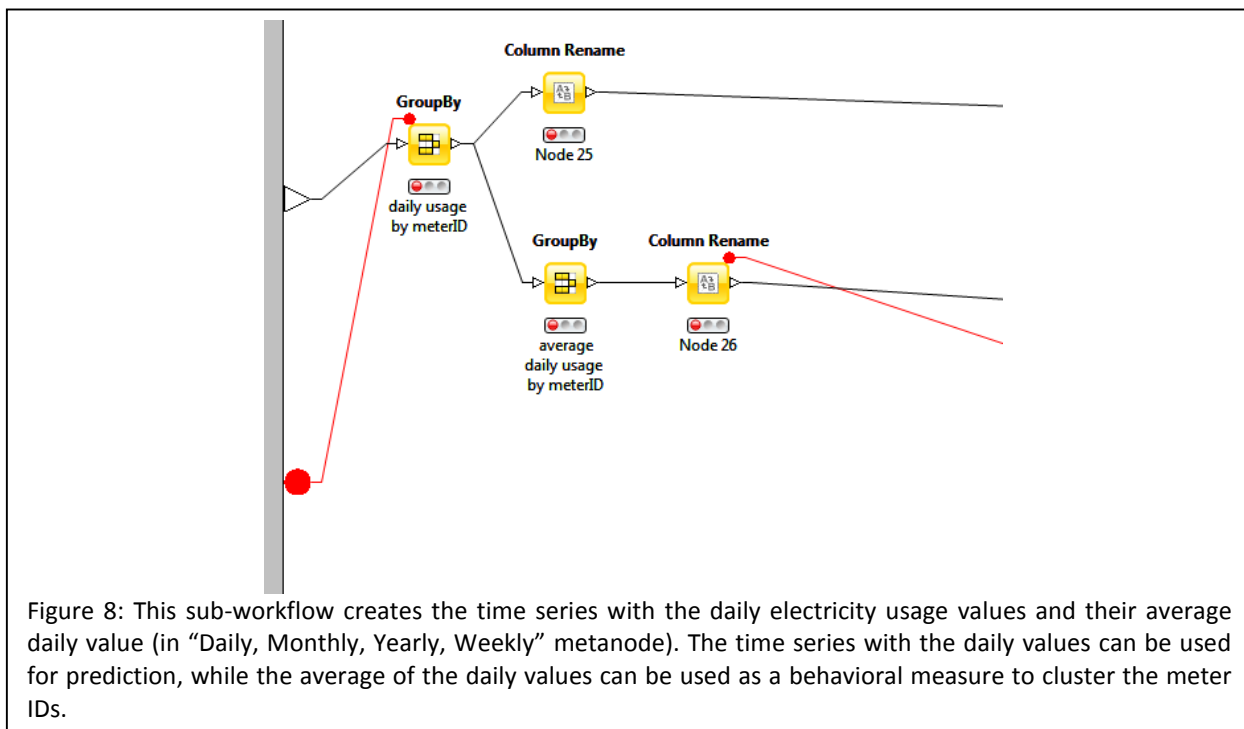 Column Rename
GroupBy
Node 25
daily usage
by meterID
GroupBy
Column Rename
average
daily usage
by meterID
Node 26
Figure 8: This sub-workflow creates the time series with the daily electricity usage values and their average
daily value (in “Daily, Monthly, Yearly, Weekly” metanode). The time series with the daily values can be used
for prediction, while the average of the daily values can be used as a behavioral measure to cluster the meter
IDs.